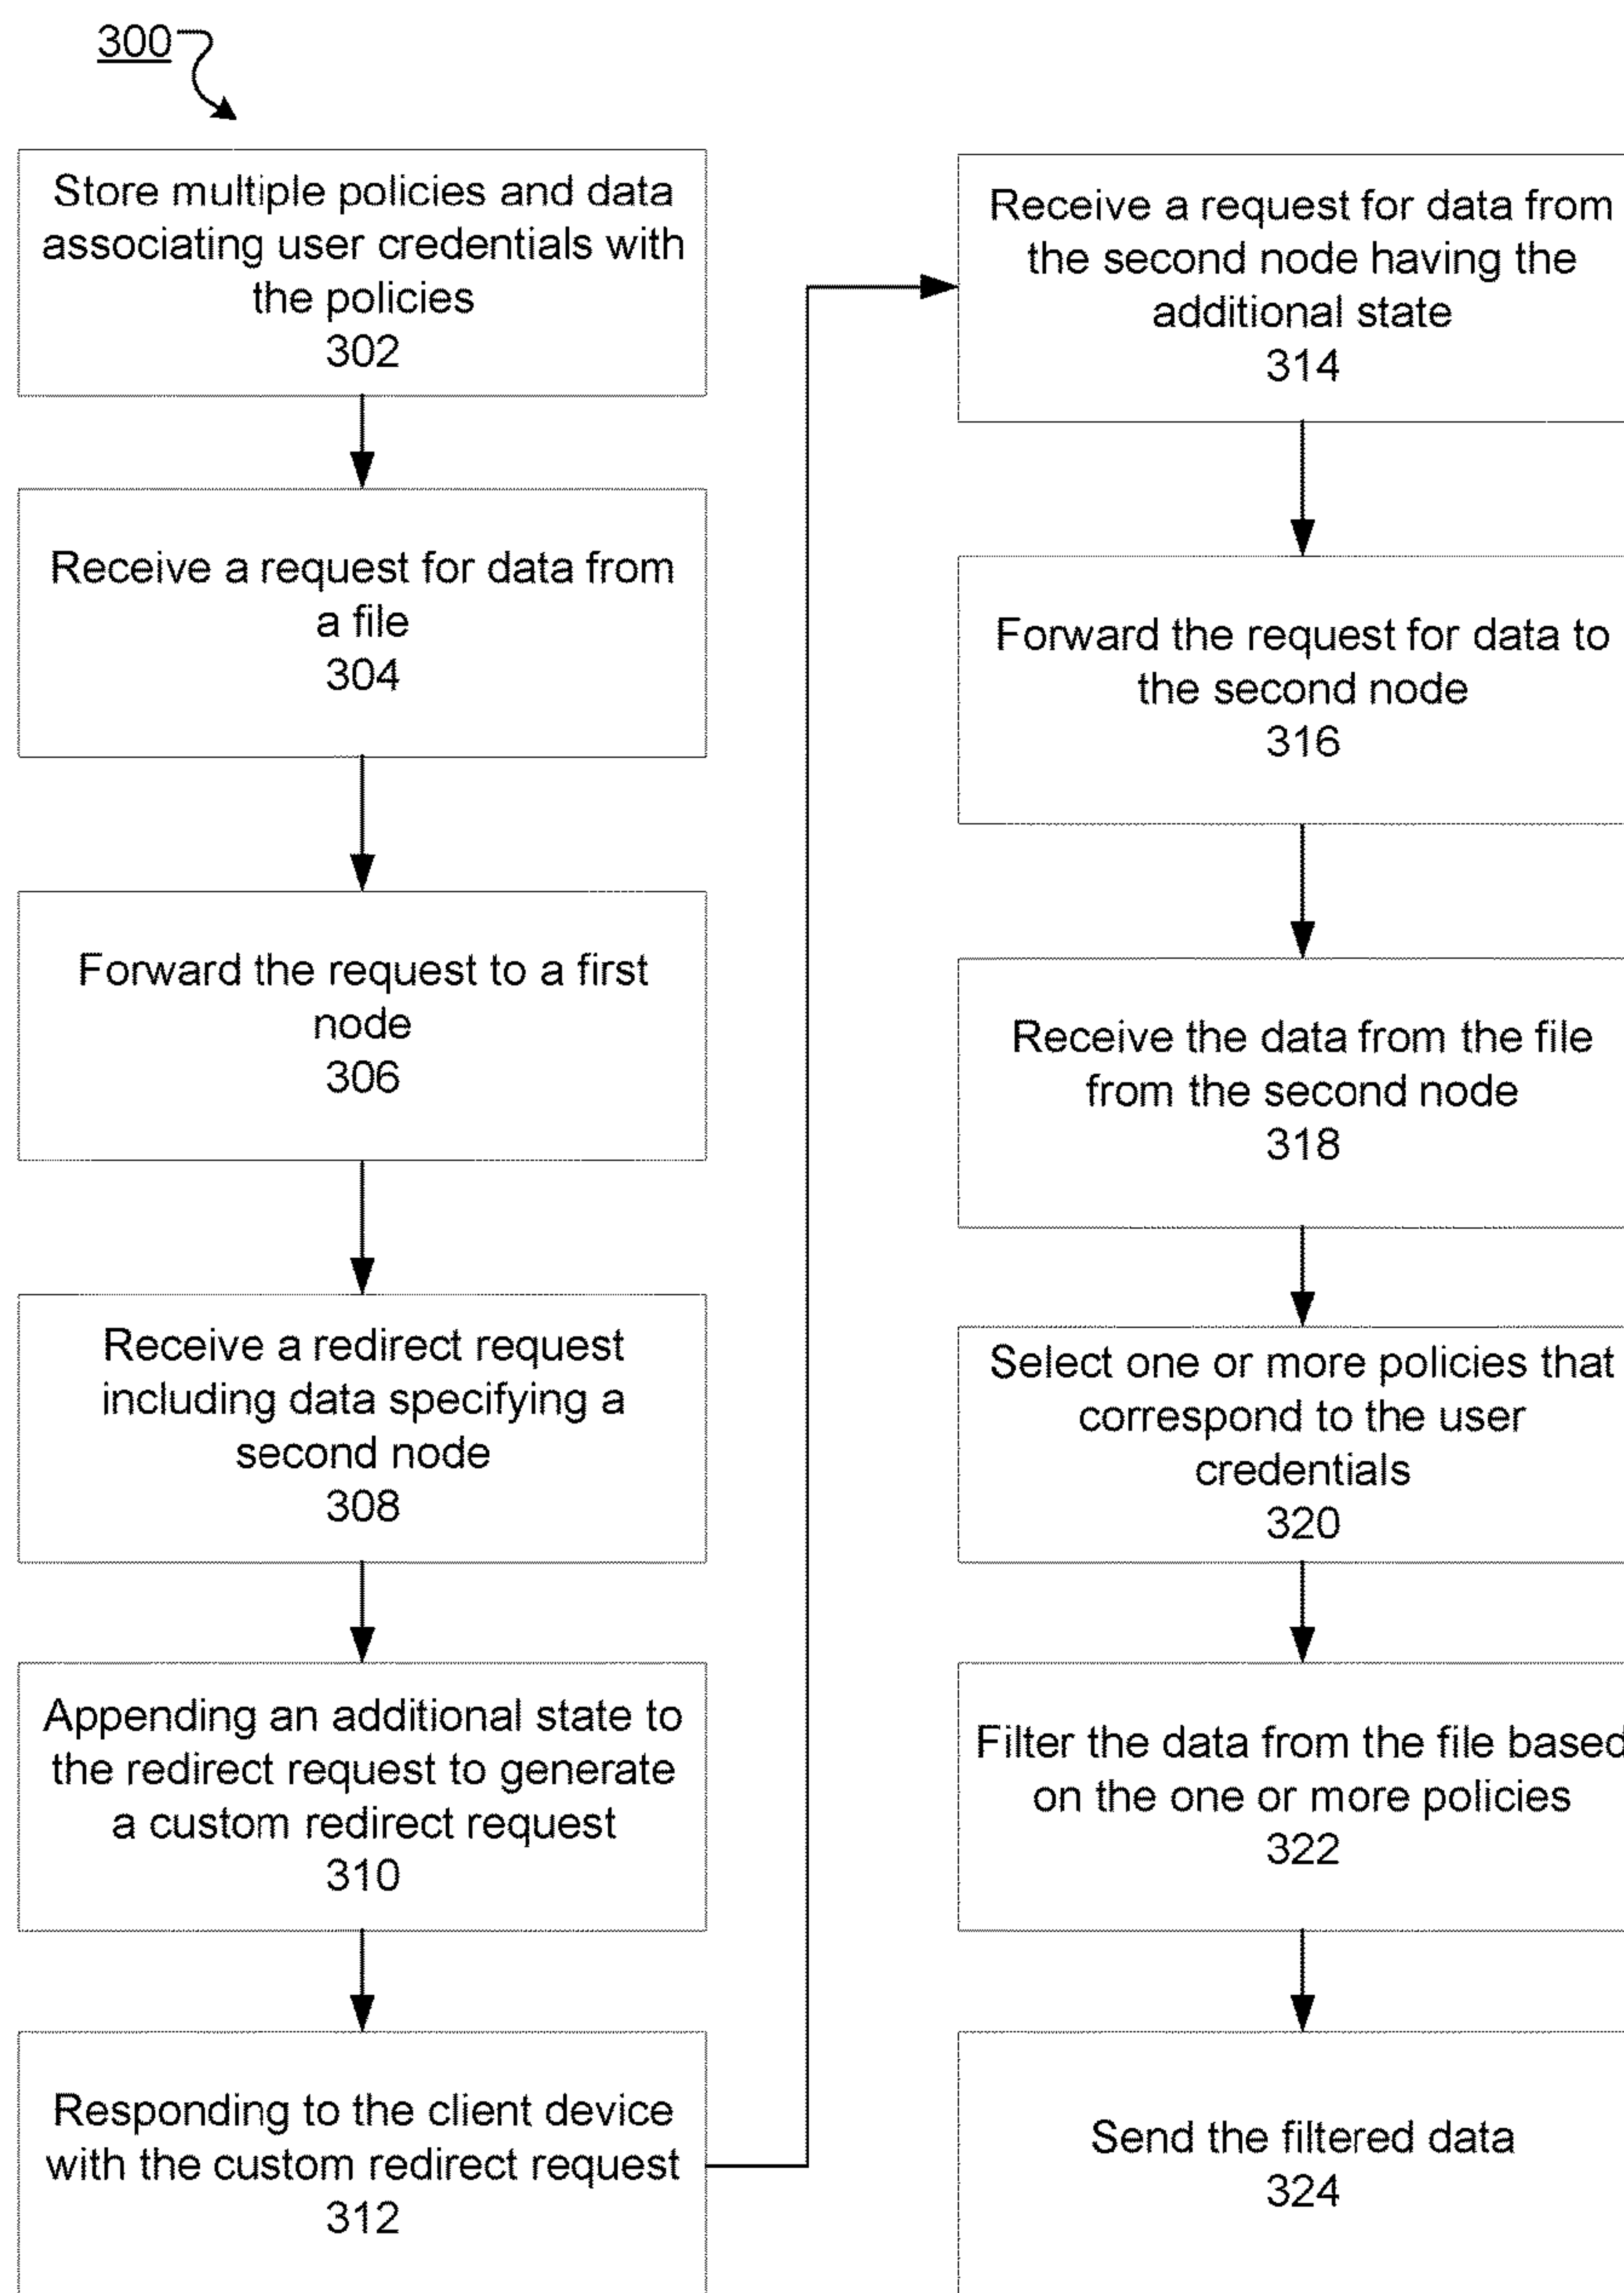 300
Store multiple policies and data
associating user credentials with
the policies
302
Receive a request for data from
a file
304
Forward the request to a first
node
306
Receive a redirect request
including data specifying a
second node
308
Appending an additional state to
the redirect request to generate
a custom redirect request
310
Responding to the client device
with the custom redirect request
312
Receive a request for data from
the second node having the
additional state
314
Forward the request for data to
the second node
316
Receive the data from the file
from the second node
318
Select one or more policies that
correspond to the user
credentials
320
Filter the data from the file based
on the one or more policies
322
Send the filtered data
324